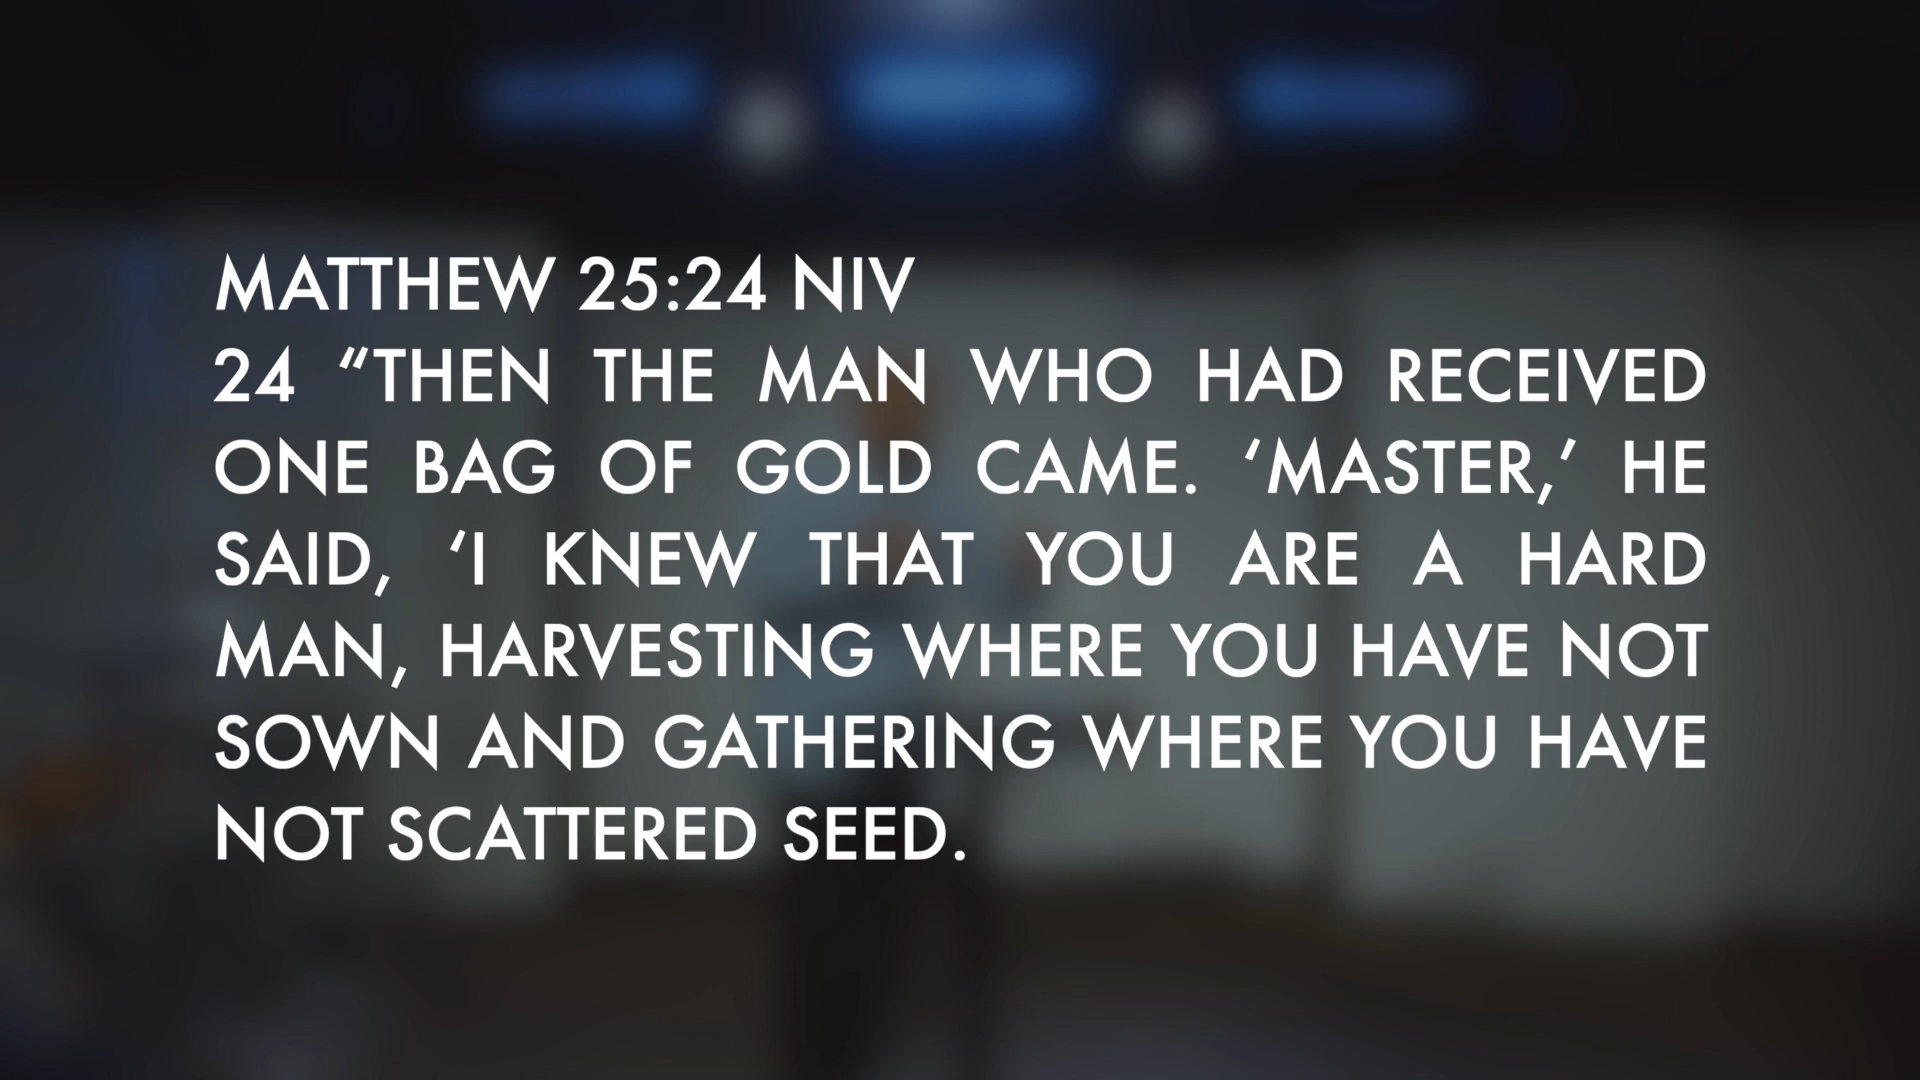 MATTHEW 25:24 NIV
24 “THEN THE MAN WHO HAD RECEIVED
ONE BAG OF GOLD CAME. ‘MASTER,’ HE
SAID, ‘I KNEW THAT YOU ARE A HARD
MAN, HARVESTING WHERE YOU HAVE NOT
SOWN AND GATHERING WHERE YOU HAVE
NOT SCATTERED SEED.